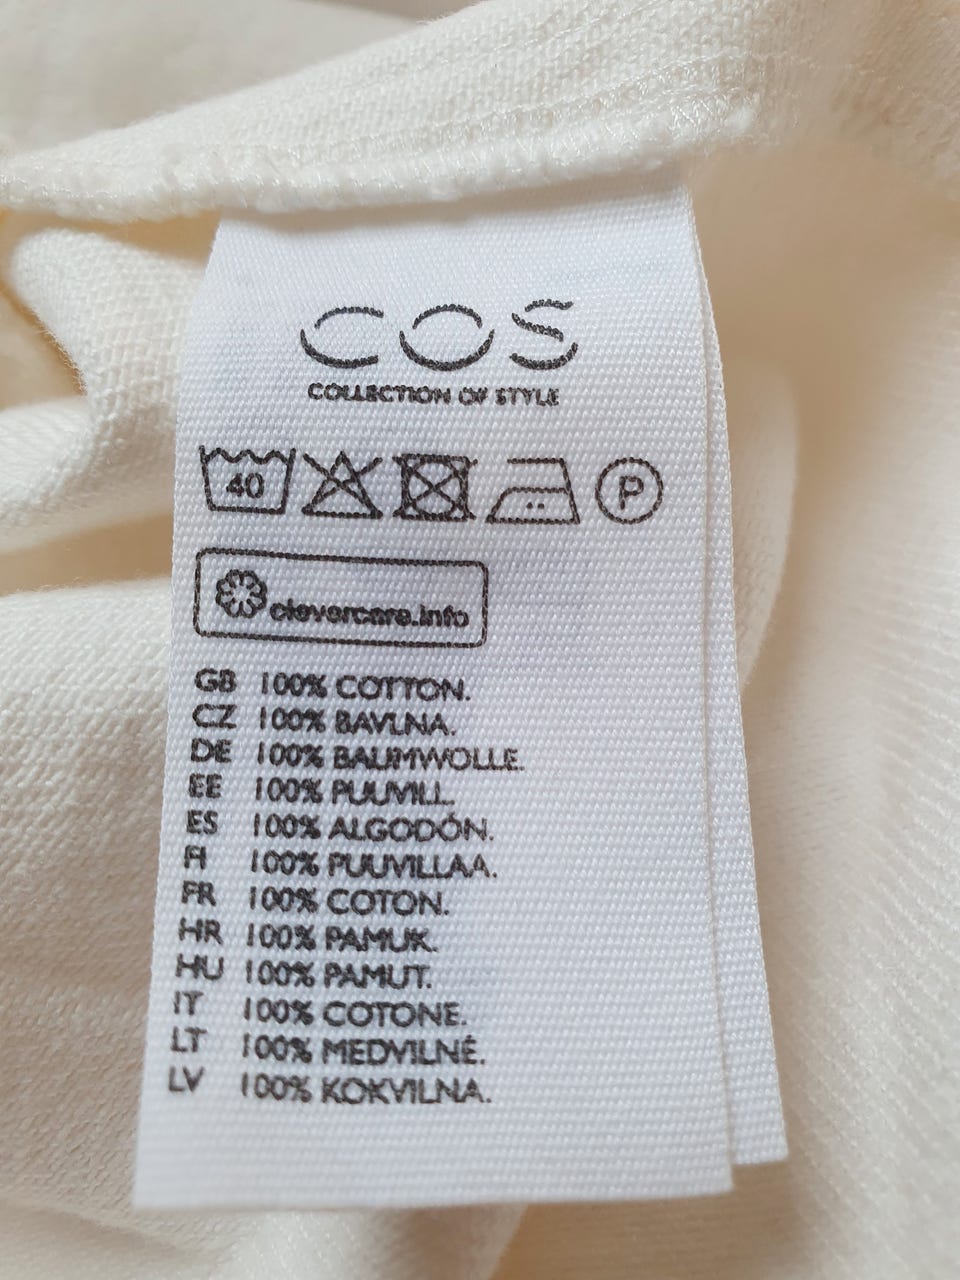 COS
COLLECTION OF STYLE
40 P
clevercare.info
GB 100% COTTON.
CZ 100% BAVLNA.
DE 100% BAUMWOLLE.
EE 100% PUUVILL.
ES 100% ALGODÓN.
FI 100% PUUVILLAA.
FR 100% COTON.
HR 100% PAMUK.
HU 100% PAMUT.
IT 100% COTONE.
LT 100% MEDVILNĖ.
LV 100% KOKVILNA.